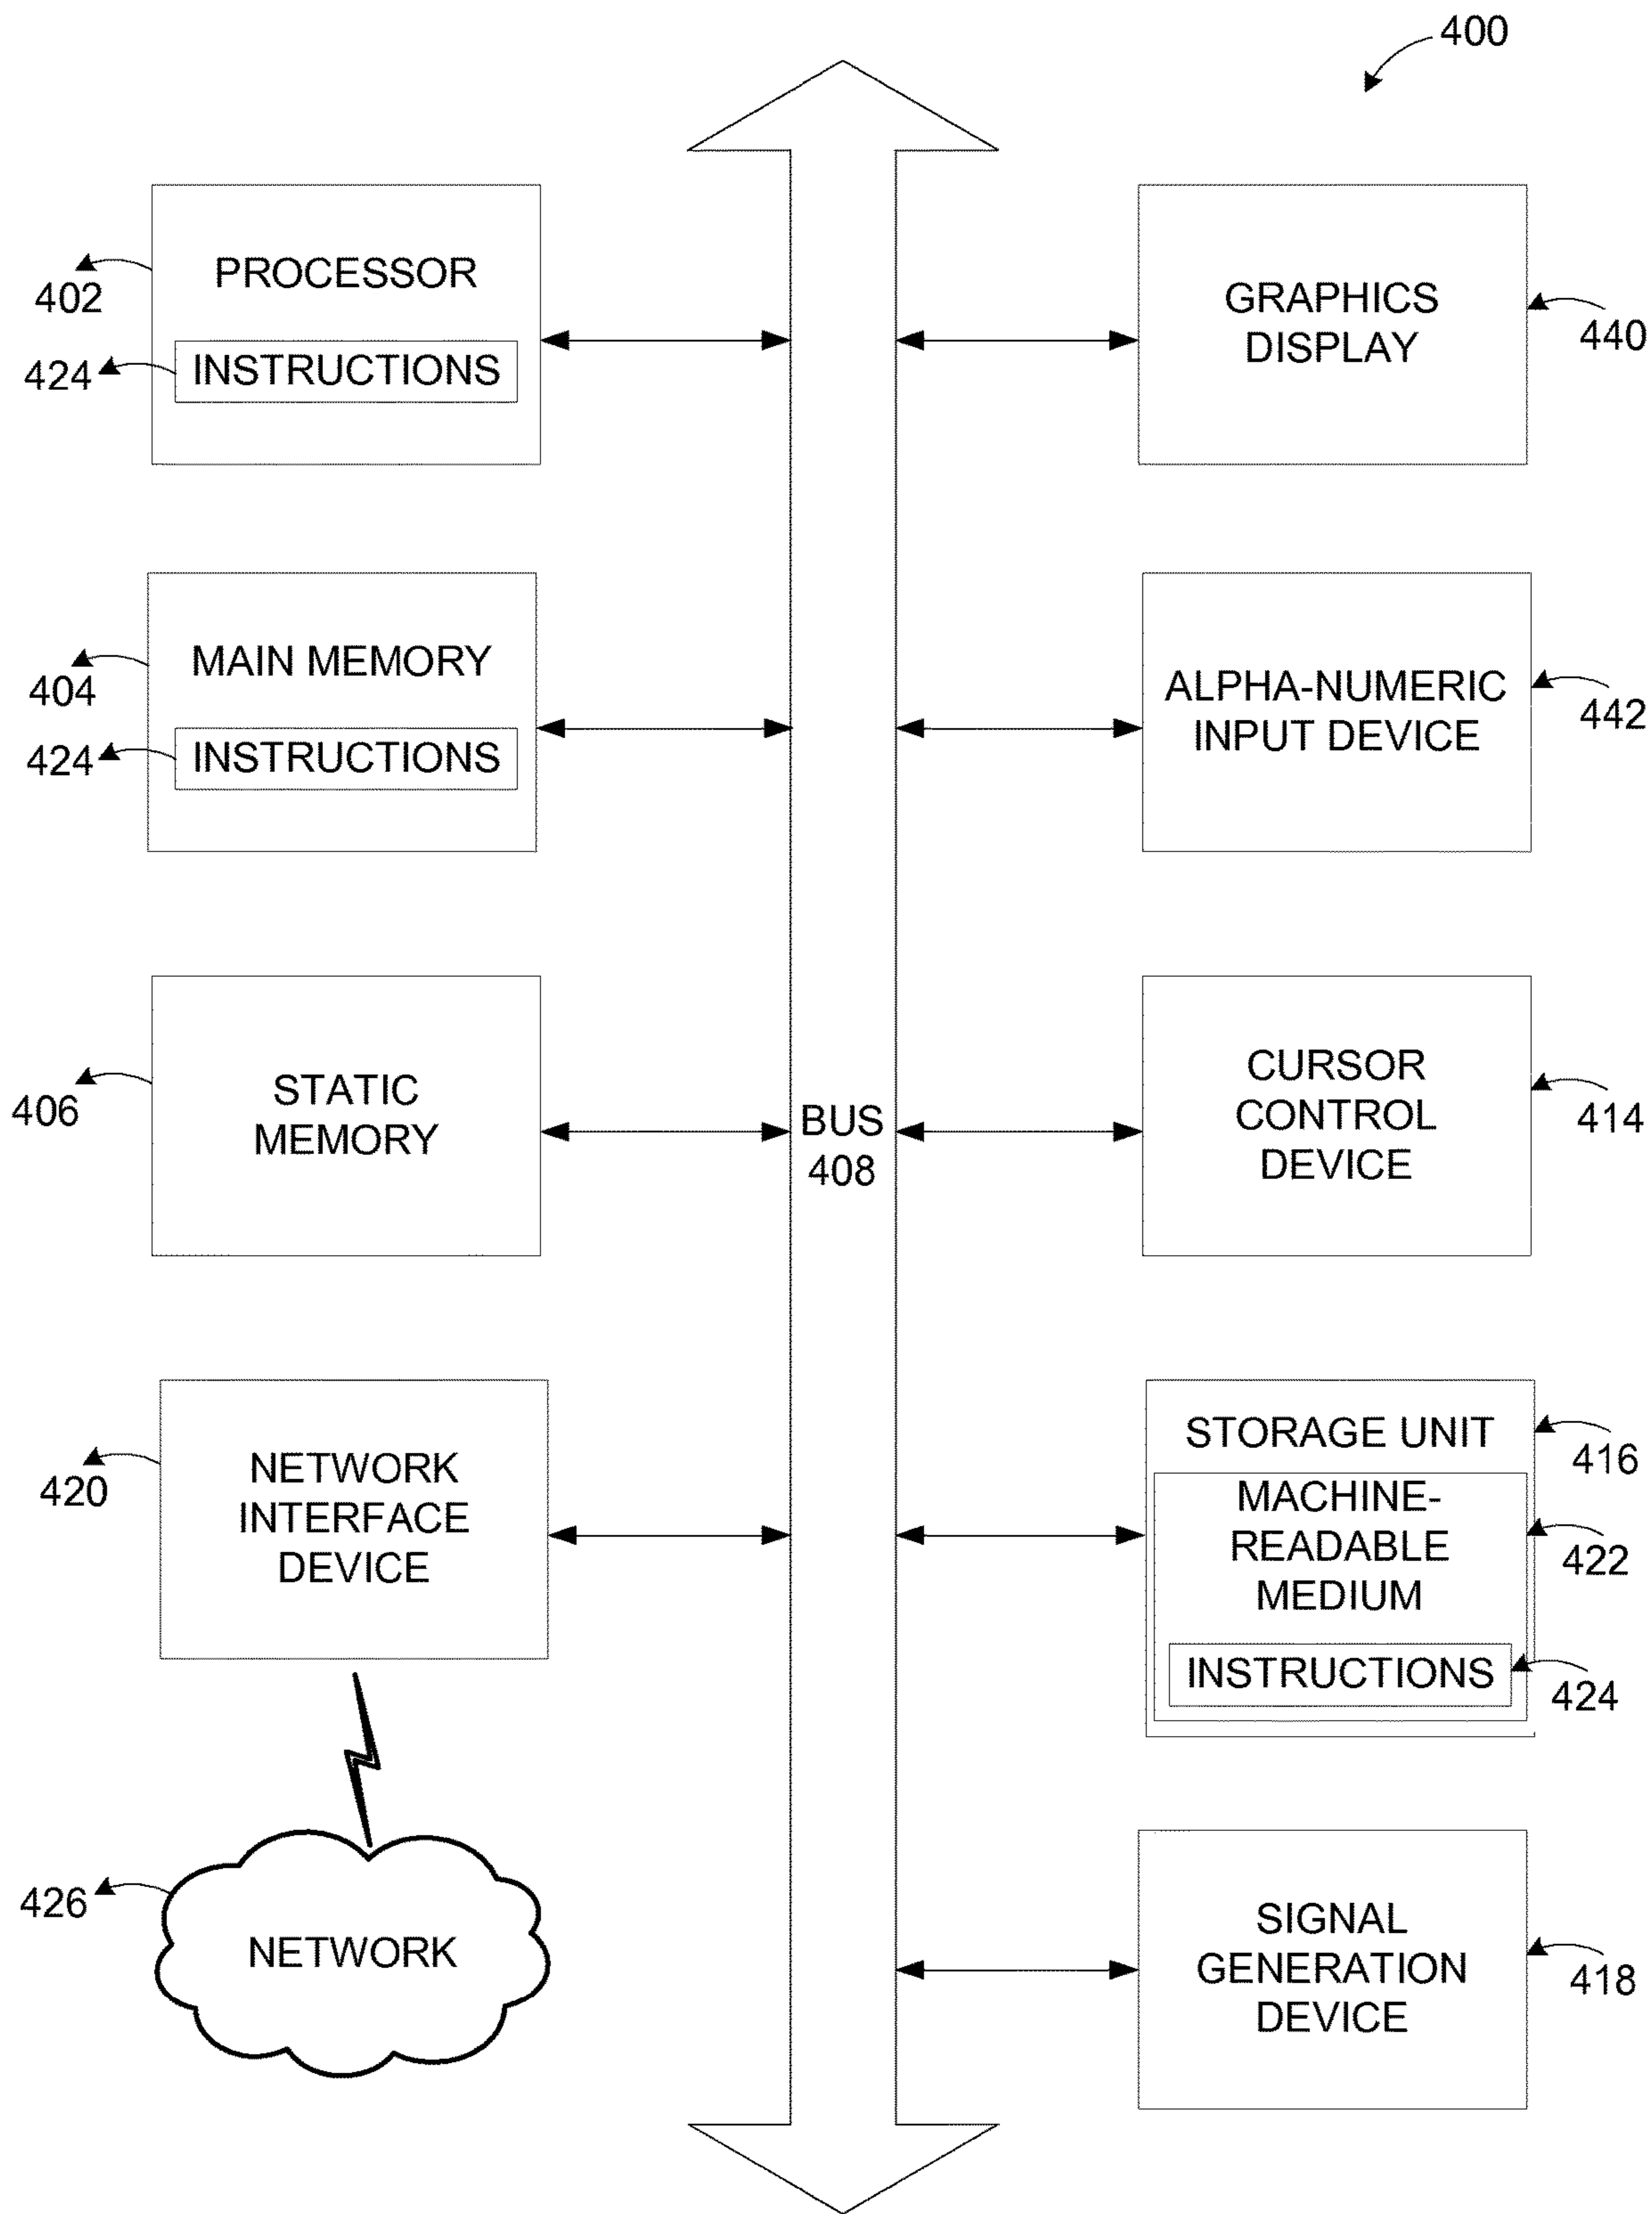 400
PROCESSOR
402
INSTRUCTIONS
424
GRAPHICS
DISPLAY
440
MAIN MEMORY
404
INSTRUCTIONS
424
ALPHA-NUMERIC
INPUT DEVICE
442
STATIC
MEMORY
406
BUS
408
CURSOR
CONTROL
DEVICE
414
NETWORK
INTERFACE
DEVICE
420
STORAGE UNIT
416
MACHINE-
READABLE
MEDIUM
422
INSTRUCTIONS
424
426
NETWORK
SIGNAL
GENERATION
DEVICE
418